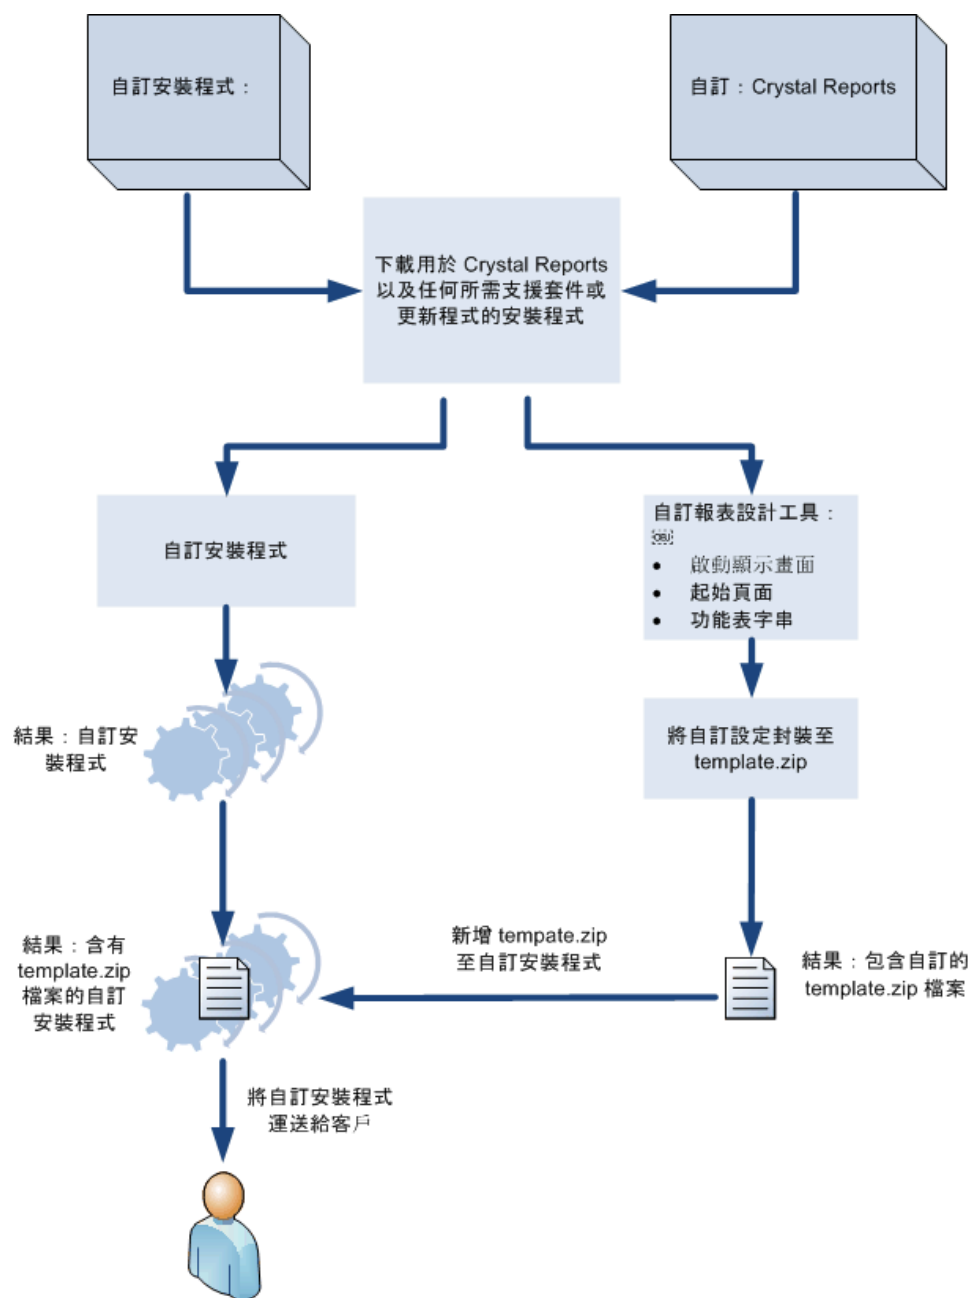 自訂安裝程式：
自訂：Crystal Reports
下載用於 Crystal Reports
以及任何所需支援套件或
更新程式的安裝程式
自訂安裝程式
自訂報表設計工具：
OBJ
● 啟動顯示畫面
● 起始頁面
● 功能表字串
結果：自訂安
裝程式
將自訂設定封裝至
template.zip
結果：含有
template.zip
檔案的自訂
安裝程式
新增 tempate.zip
至自訂安裝程式
結果：包含自訂的
template.zip 檔案
將自訂安裝程式
運送給客戶